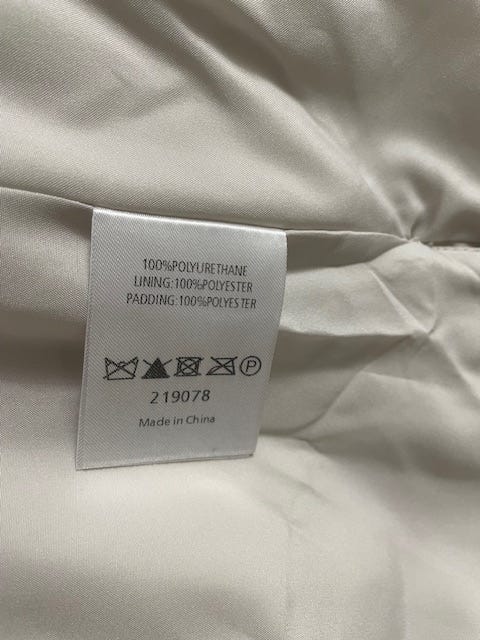 100%POLYURETHANE
LINING:100%POLYESTER
PADDING:100%POLYESTER
P
219078
Made in China